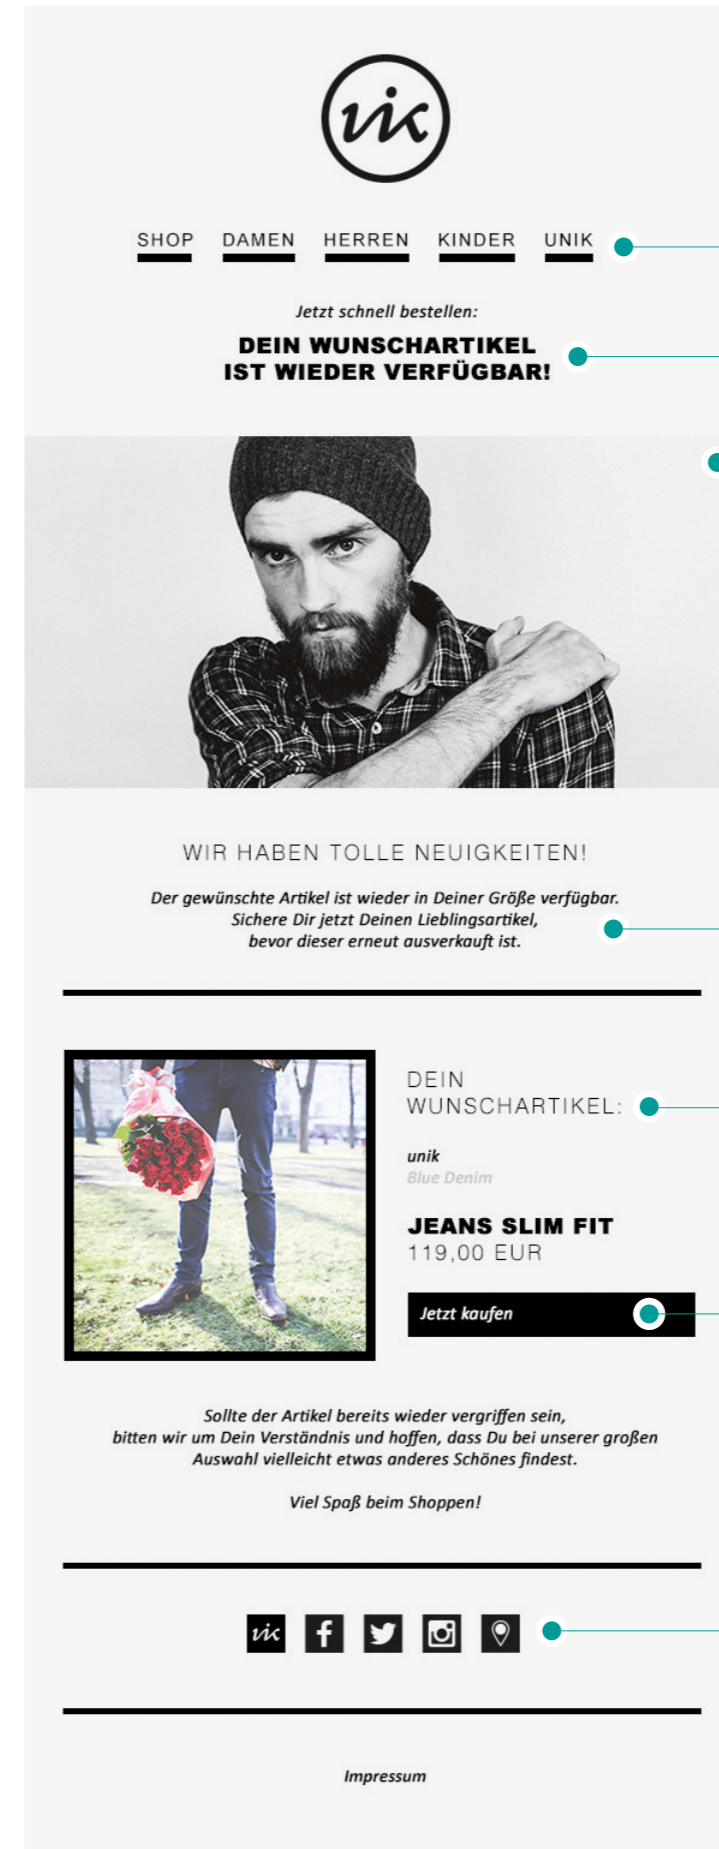 vic
SHOP DAMEN HERREN KINDER UNIK
Jetzt schnell bestellen:
DEIN WUNSCHARTIKEL
IST WIEDER VERFÜGBAR!
WIR HABEN TOLLE NEUIGKEITEN!
Der gewünschte Artikel ist wieder in Deiner Größe verfügbar.
Sichere Dir jetzt Deinen Lieblingsartikel,
bevor dieser erneut ausverkauft ist.
DEIN
WUNSCHARTIKEL:
unik
Blue Denim
JEANS SLIM FIT
119,00 EUR
Jetzt kaufen
Sollte der Artikel bereits wieder vergriffen sein,
bitten wir um Dein Verständnis und hoffen, dass Du bei unserer großen
Auswahl vielleicht etwas anderes Schönes findest.
Viel Spaß beim Shoppen!
vic
Impressum